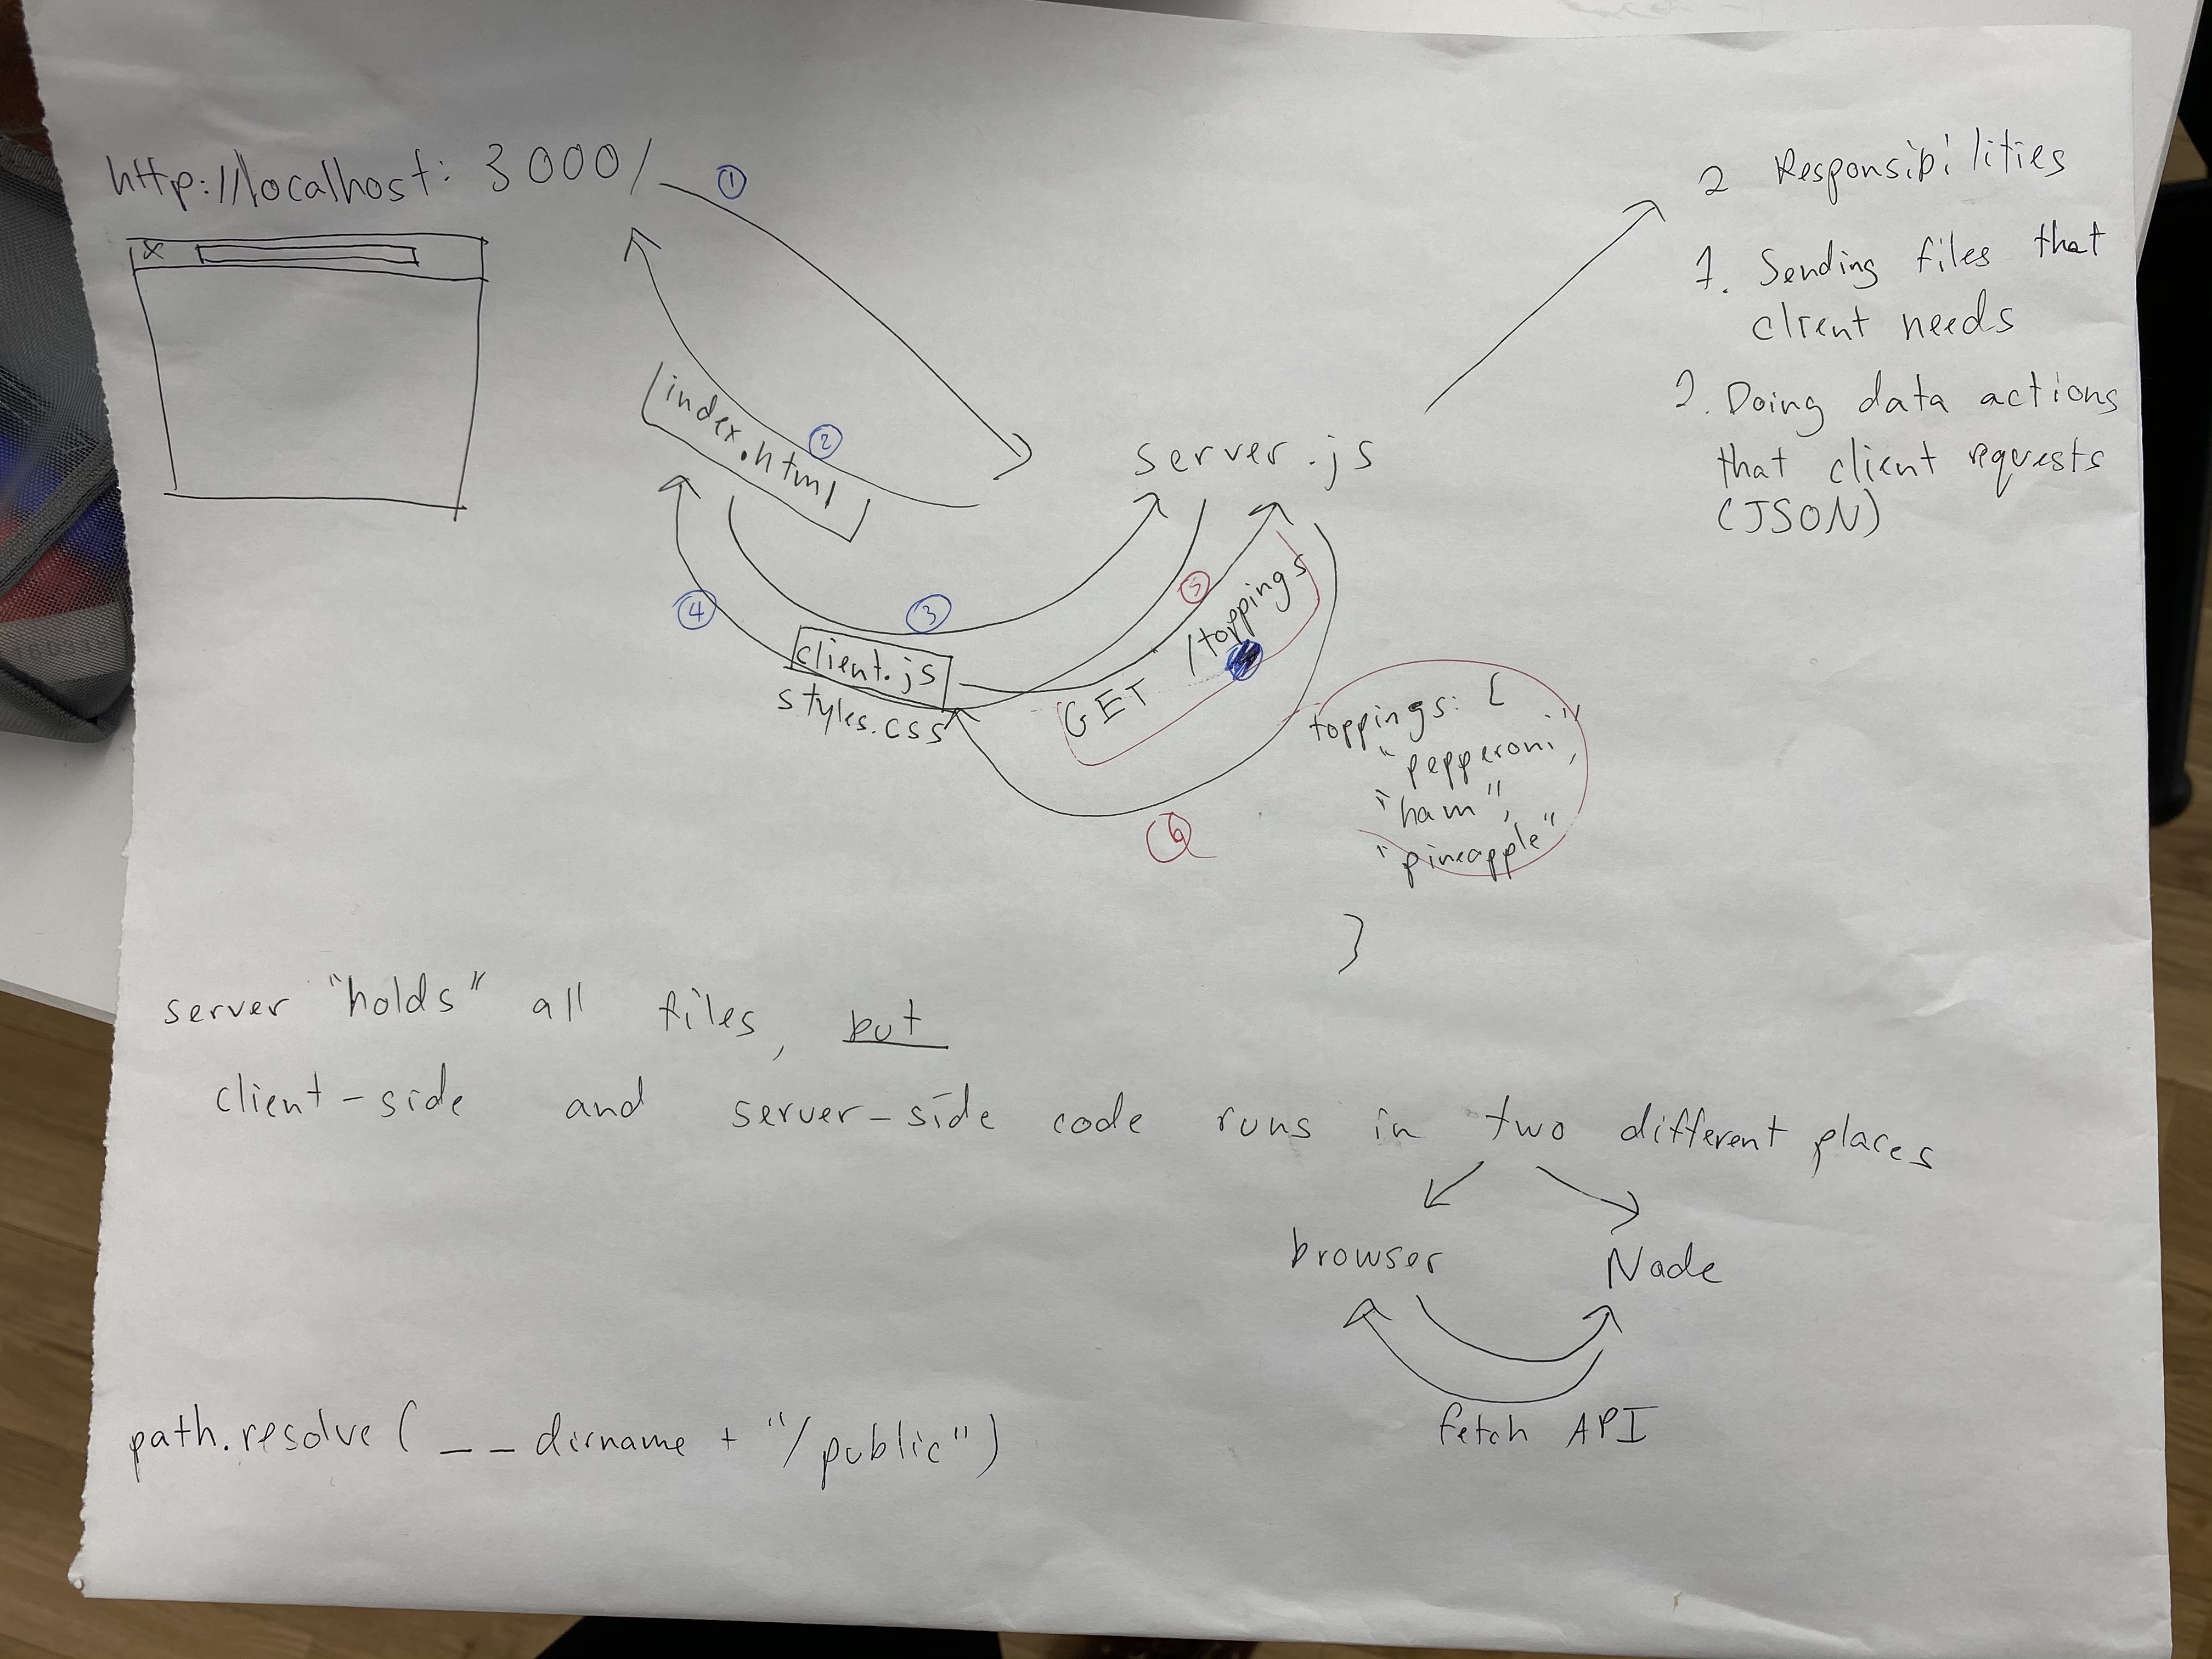 http://localhost: 3000/
①
x
2 Responsibilities
1. Sending files that
client needs
2. Doing data actions
that client requests
(JSON)
②
index.html
server.js
③
④
client.js
styles.css
⑤
GET /toppings
⑥
toppings: [
"pepperoni",
"ham",
"pineapple"
}
server "holds" all files, but
client-side and server-side code runs in two different places
browser
Node
fetch API
path.resolve(__dirname + "/public")